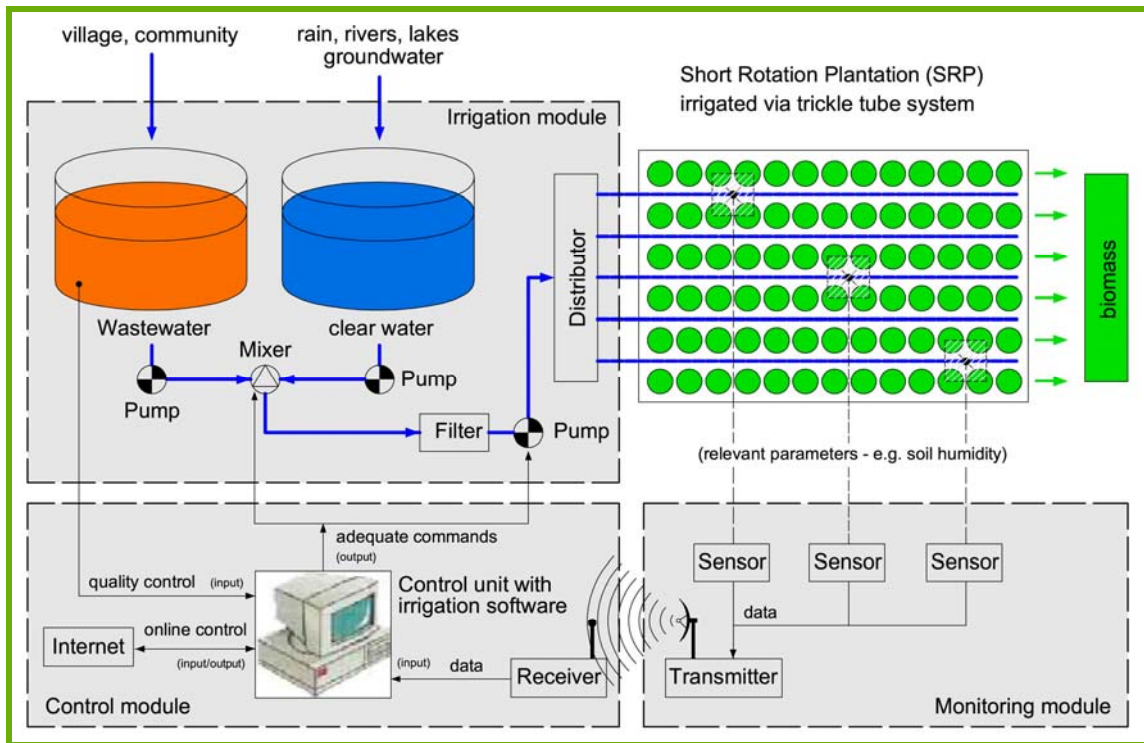 village, community
rain, rivers, lakes
groundwater
Short Rotation Plantation (SRP)
irrigated via trickle tube system
Irrigation module
Distributor
biomass
Wastewater
clear water
Mixer
Pump
Pump
Filter
Pump
(relevant parameters - e.g. soil humidity)
adequate commands
(output)
Sensor
Sensor
Sensor
quality control (input)
Control unit with
irrigation software
data
Internet
online control
(input/output)
(input)
data
Receiver
Transmitter
Control module
Monitoring module